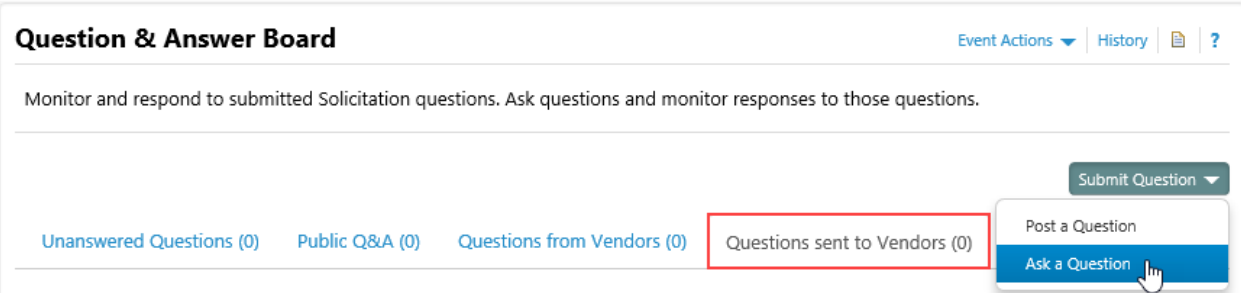 Question & Answer Board
Event Actions
History
?
Monitor and respond to submitted Solicitation questions. Ask questions and monitor responses to those questions.
Submit Question
Unanswered Questions (0)
Public Q&A (0)
Questions from Vendors (0)
Questions sent to Vendors (0)
Post a Question
Ask a Question